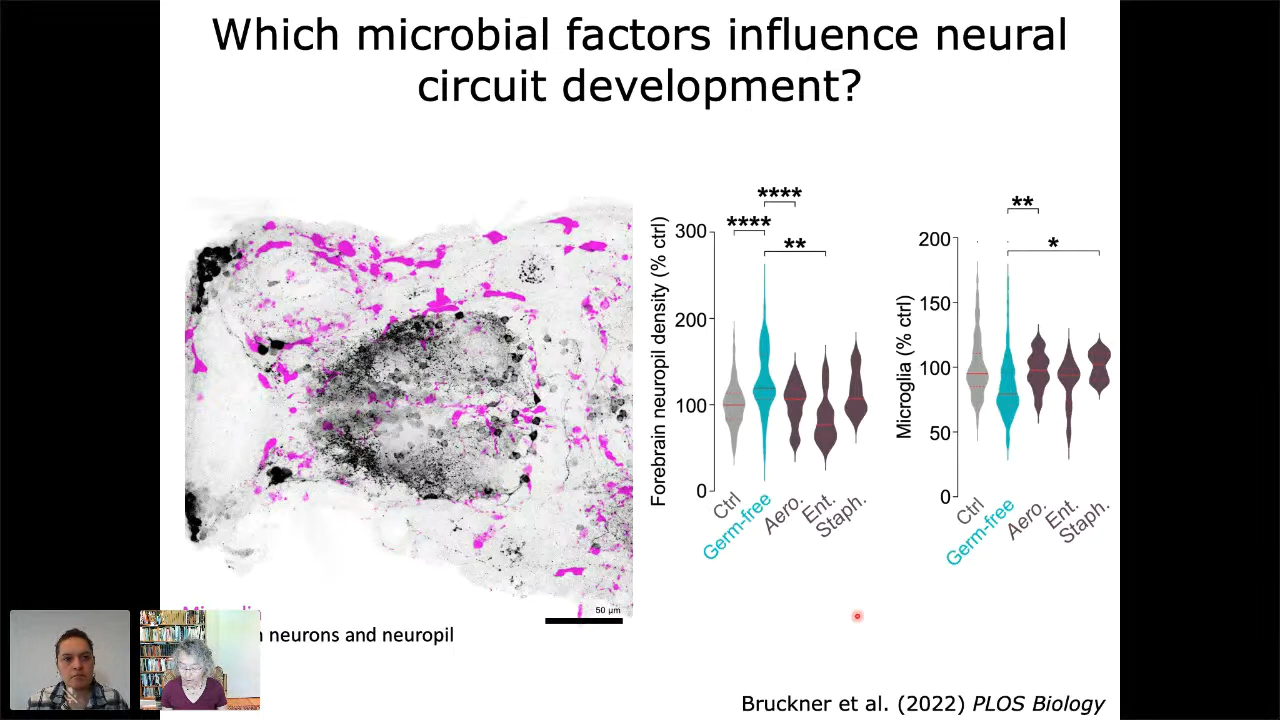 Which microbial factors influence neural
circuit development?
****
****
**
Forebrain neuropil density (% ctrl)
300
200
100
0
Ctrl
Germ-free
Aero.
Ent.
Staph.
**
*
Microglia (% ctrl)
200
150
100
50
0
Ctrl
Germ-free
Aero.
Ent.
Staph.
50 µm
neurons and neuropil
Bruckner et al. (2022) PLOS Biology